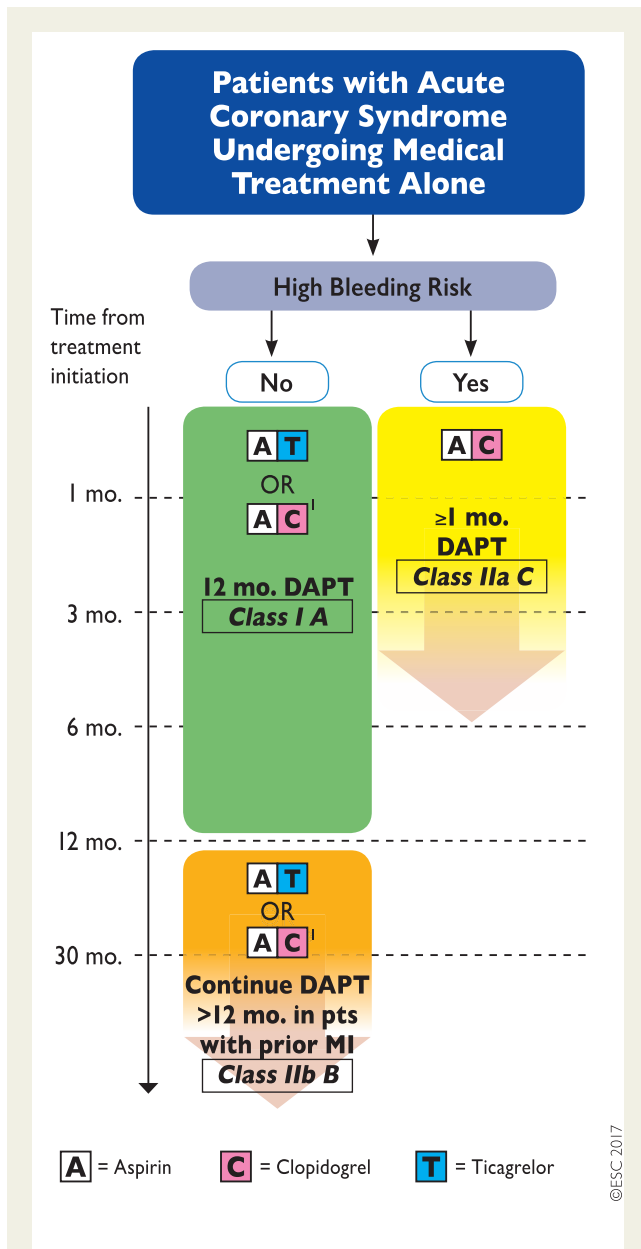 Patients with Acute
Coronary Syndrome
Undergoing Medical
Treatment Alone
High Bleeding Risk
Time from
treatment
initiation
No
Yes
A T
OR
A C I
12 mo. DAPT
Class I A
A C
≥1 mo.
DAPT
Class IIa C
1 mo.
3 mo.
6 mo.
12 mo.
30 mo.
A T
OR
A C I
Continue DAPT
>12 mo. in pts
with prior MI
Class IIb B
A = Aspirin
C = Clopidogrel
T = Ticagrelor
©ESC 2017